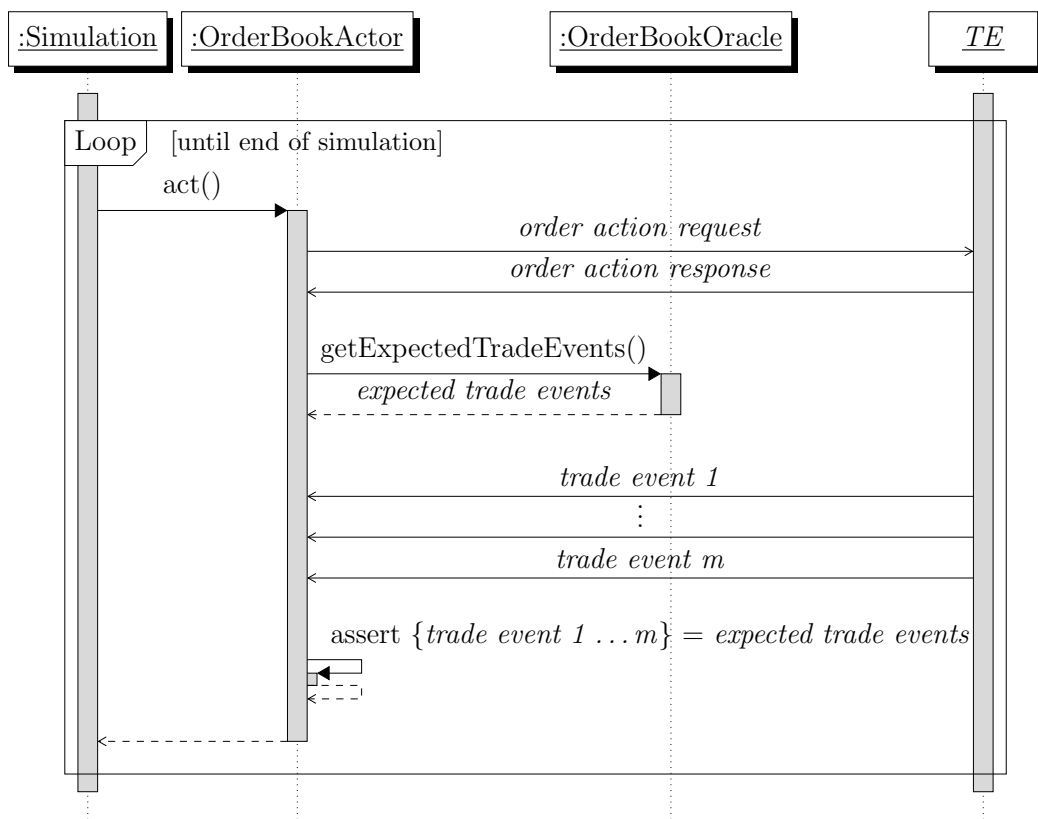 :Simulation
:OrderBookActor
:OrderBookOracle
TE
Loop
[until end of simulation]
act()
order action request
order action response
getExpectedTradeEvents()
expected trade events
trade event 1
⋮
trade event m
assert {trade event 1 ... m} = expected trade events